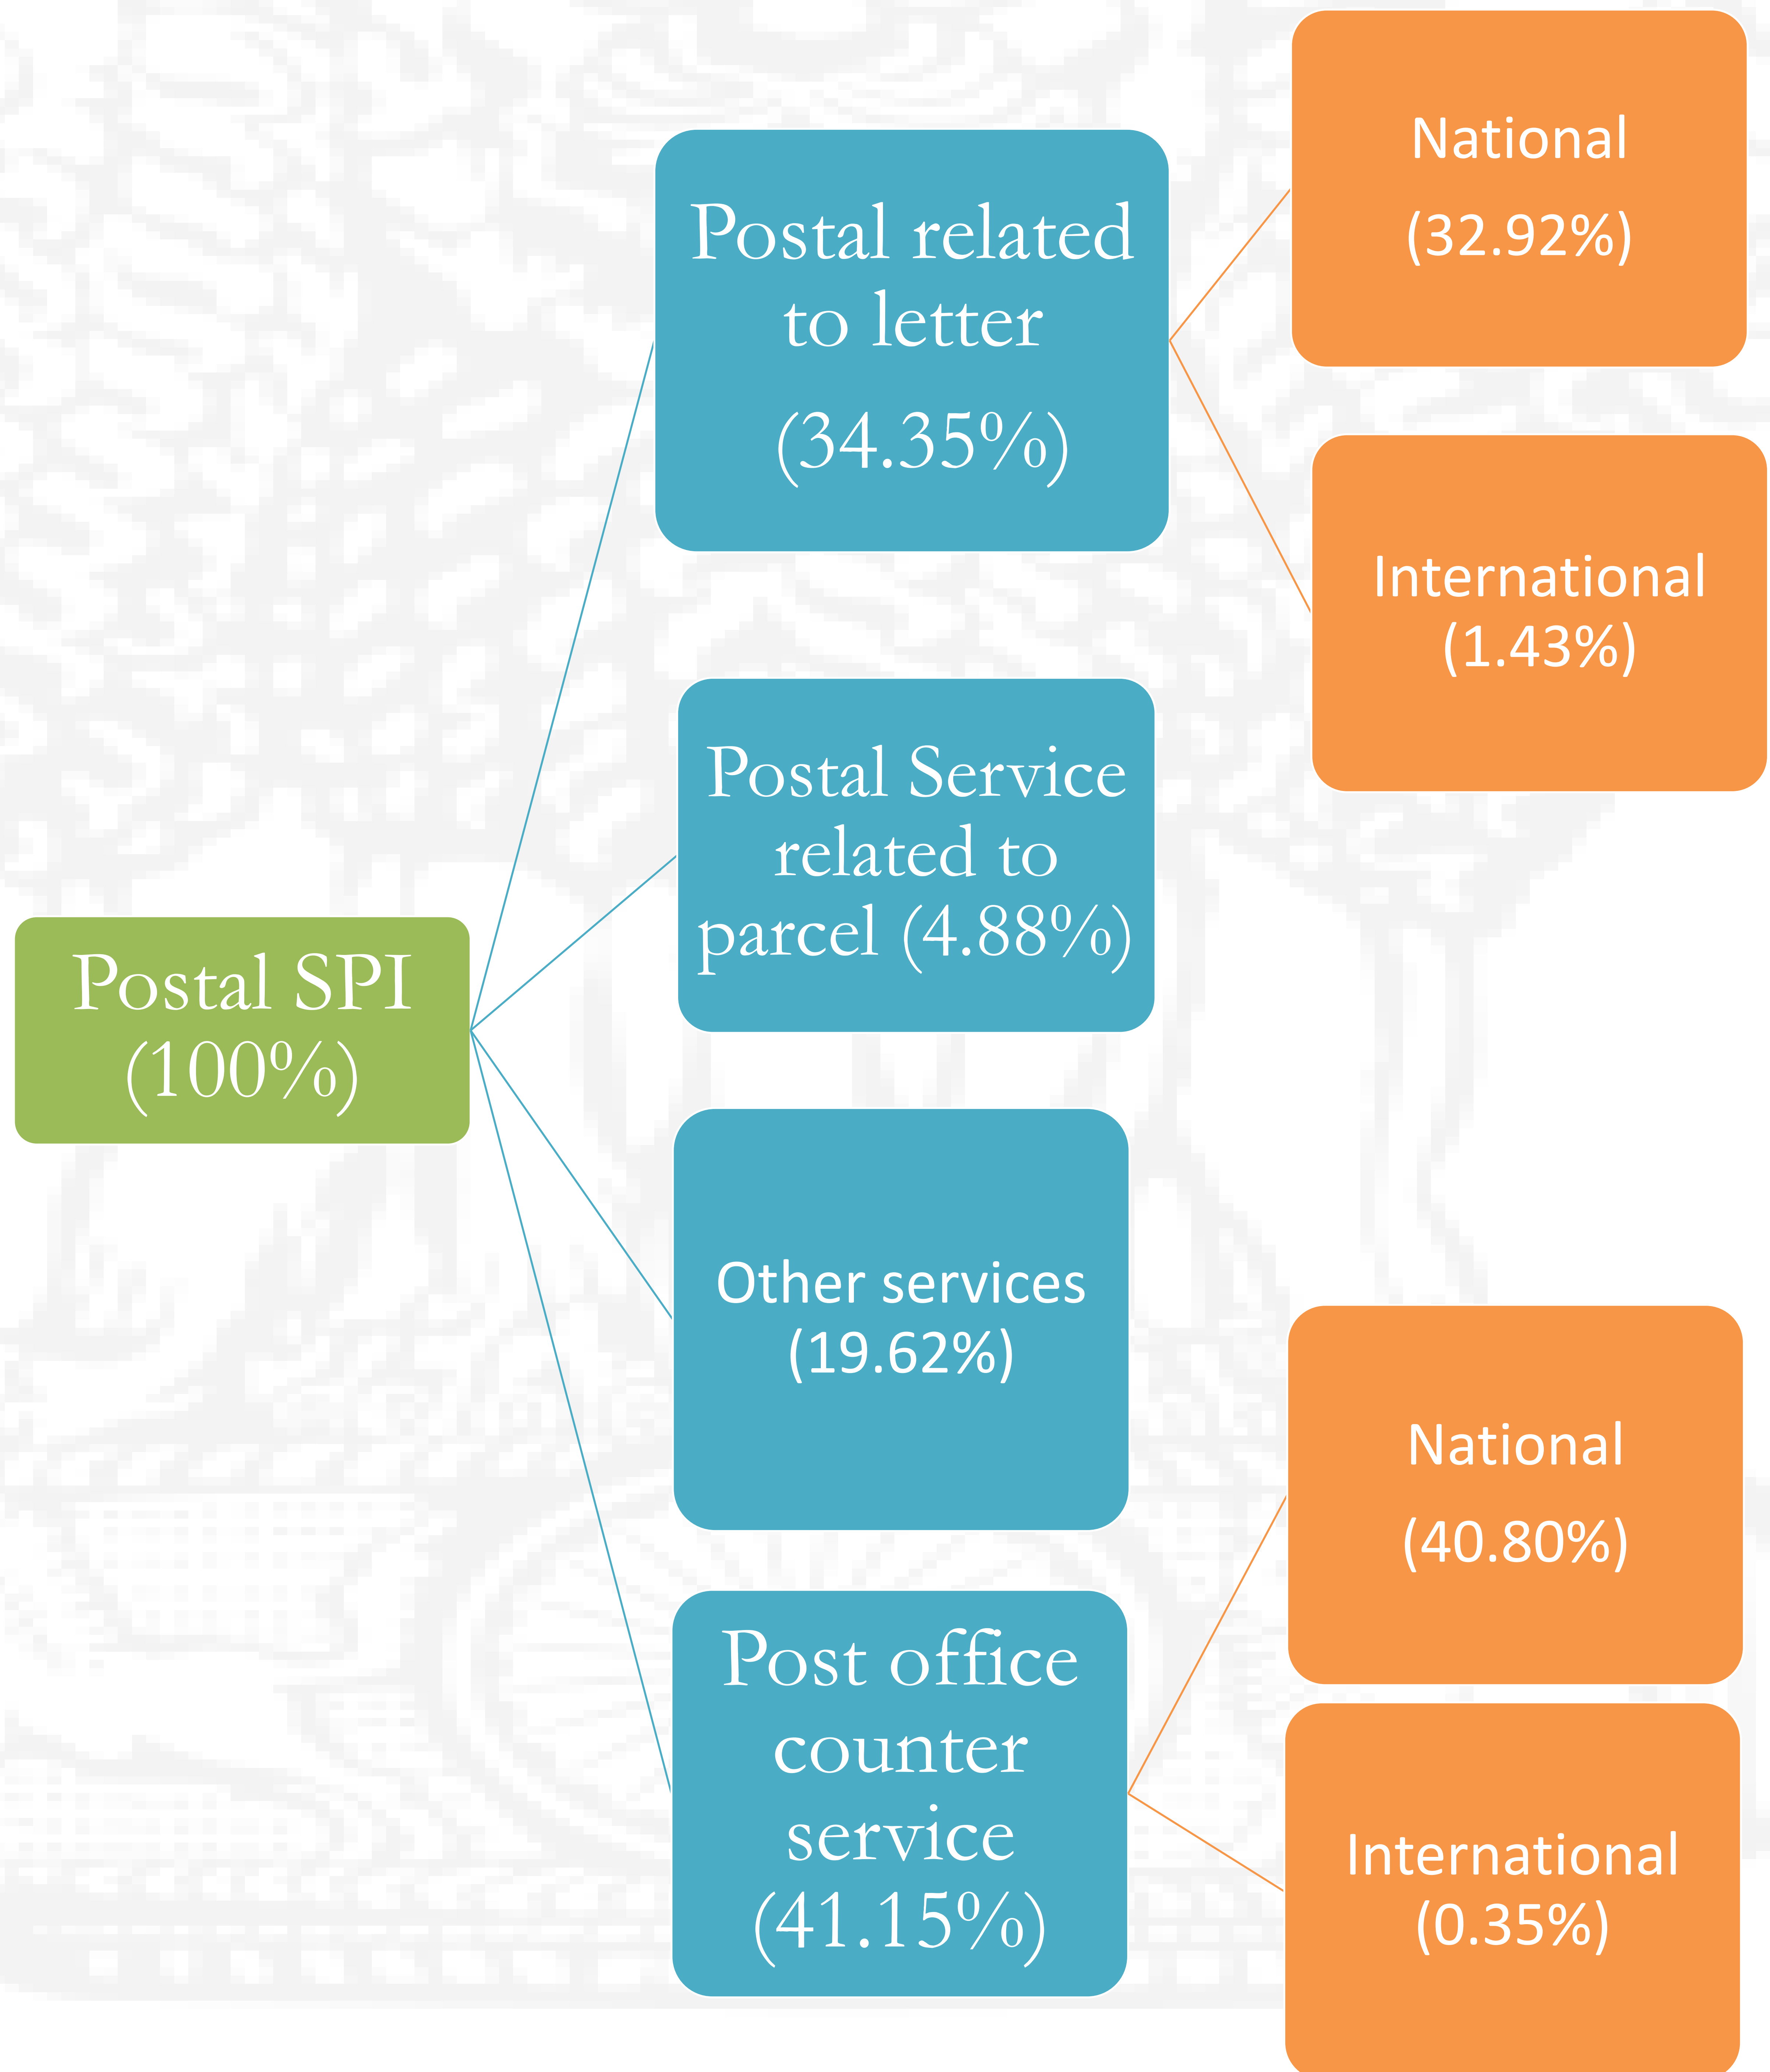 Postal SPI
(100%)
Postal related
to letter
(34.35%)
National
(32.92%)
International
(1.43%)
Postal Service
related to
parcel (4.88%)
Other services
(19.62%)
Post office
counter
service
(41.15%)
National
(40.80%)
International
(0.35%)